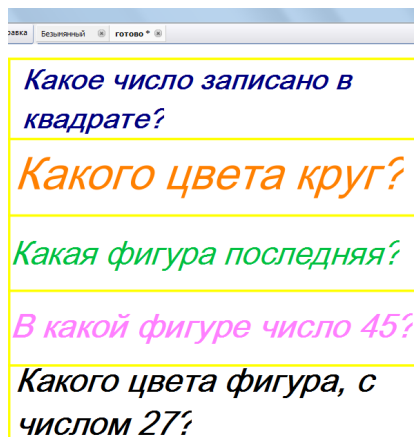 равка Безымянный готово *
Какое число записано в
квадрате?
Какого цвета круг?
Какая фигура последняя?
В какой фигуре число 45?
Какого цвета фигура, с
числом 27?